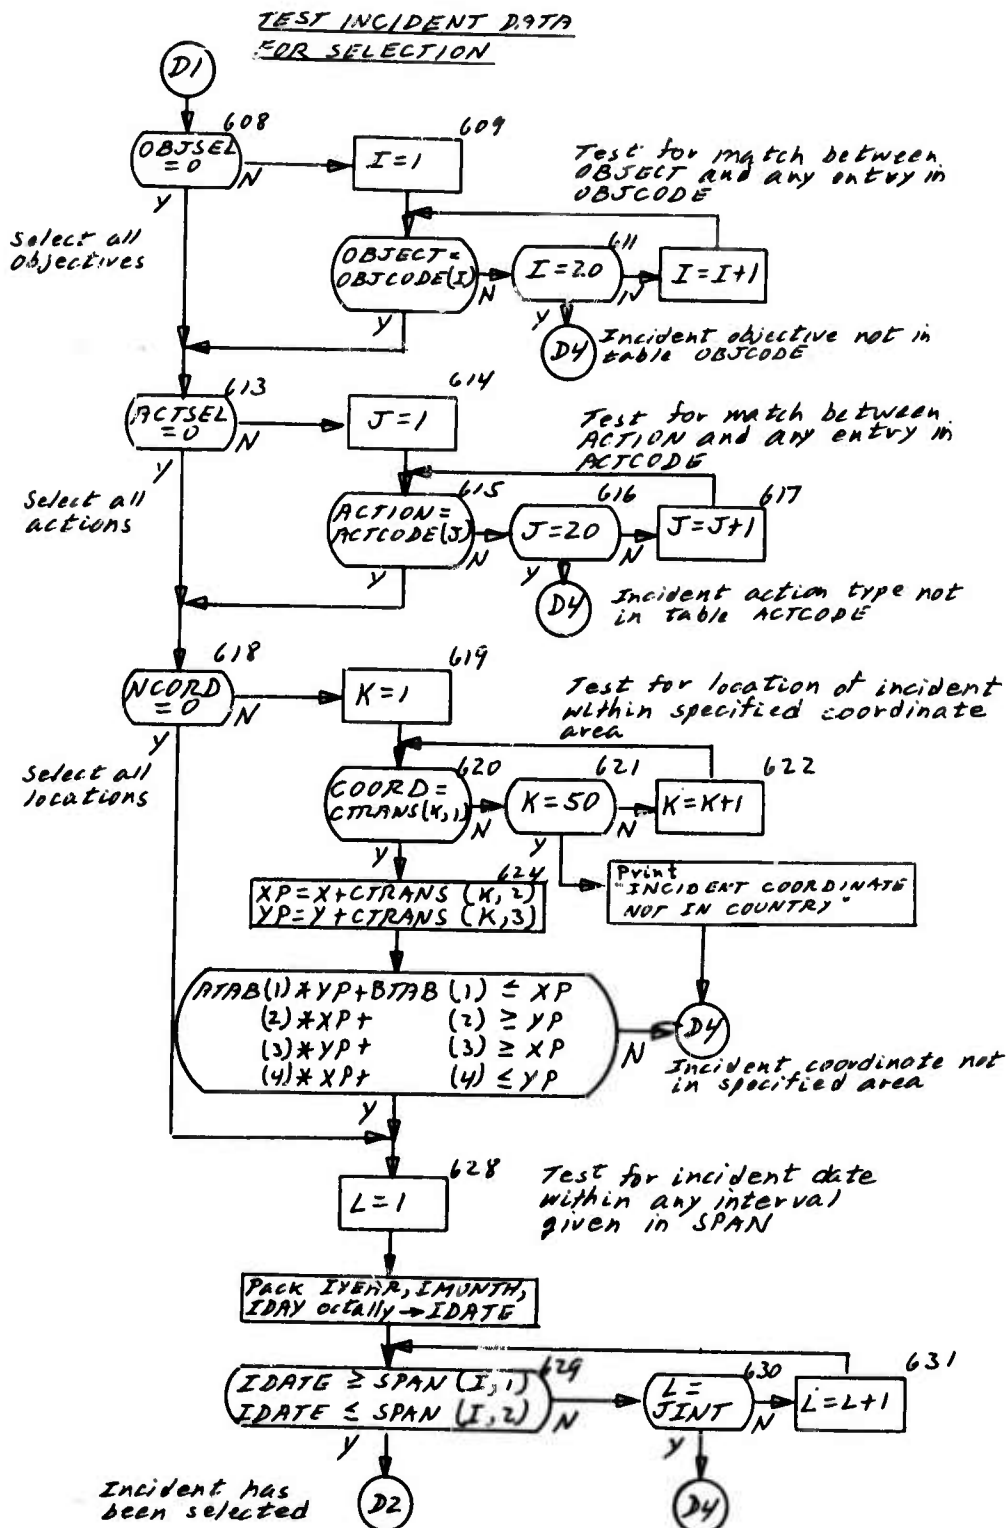 TEST INCIDENT DATA
FOR SELECTION
D1
608
OBJSEL
=0
N
Y
609
I=1
Test for match between
OBJECT and any entry in
OBJCODE
Select all
objectives
OBJECT=
OBJCODE(I)
N
Y
611
I=20
N
Y
I=I+1
D4
Incident objective not in
table OBJCODE
613
ACTSEL
=0
N
Y
614
J=1
Test for match between
ACTION and any entry in
ACTCODE
Select all
actions
615
ACTION=
ACTCODE(J)
N
Y
616
J=20
N
Y
617
J=J+1
D4
Incident action type not
in table ACTCODE
618
NCORD
=0
N
Y
619
K=1
Test for location of incident
within specified coordinate
area
Select all
locations
620
COORD=
CTRANS(K,1)
N
Y
621
K=50
N
Y
622
K=K+1
624
XP=X+CTRANS (K,2)
YP=Y+CTRANS (K,3)
Print
"INCIDENT COORDINATE
NOT IN COUNTRY"
ATAB(1)*YP+BTAB (1) ≤ XP
(2)*XP+ (2) ≥ YP
(3)*YP+ (3) ≥ XP
(4)*XP+ (4) ≤ YP
N
Y
D4
Incident coordinate not
in specified area
628
L=1
Test for incident date
within any interval
given in SPAN
Pack IYEAR, IMONTH,
IDAY octally → IDATE
629
IDATE ≥ SPAN (I,1)
IDATE ≤ SPAN (I,2)
N
Y
630
L=
JINT
N
Y
631
L=L+1
Incident has
been selected
D2
D4